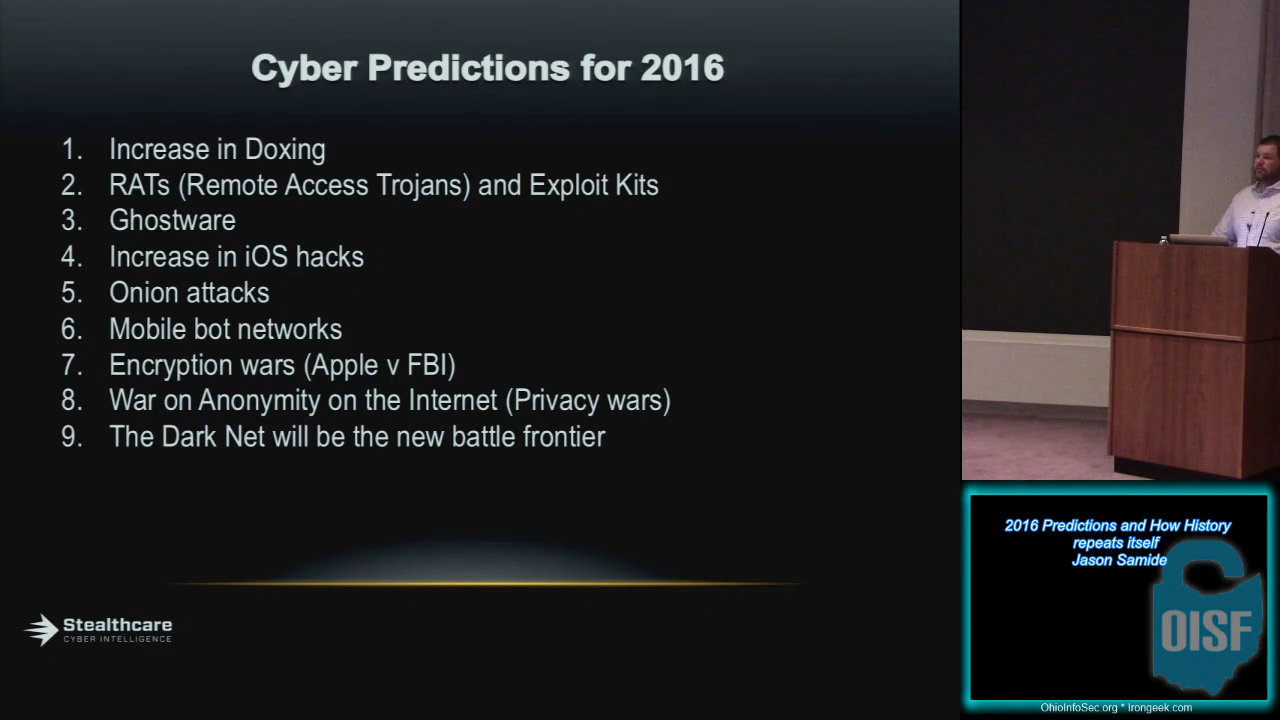 Cyber Predictions for 2016
1. Increase in Doxing
2. RATs (Remote Access Trojans) and Exploit Kits
3. Ghostware
4. Increase in iOS hacks
5. Onion attacks
6. Mobile bot networks
7. Encryption wars (Apple v FBI)
8. War on Anonymity on the Internet (Privacy wars)
9. The Dark Net will be the new battle frontier
Stealthcare
CYBER INTELLIGENCE
2016 Predictions and How History
repeats itself
Jason Samide
OISF
OhioInfoSec.org * Irongeek.com